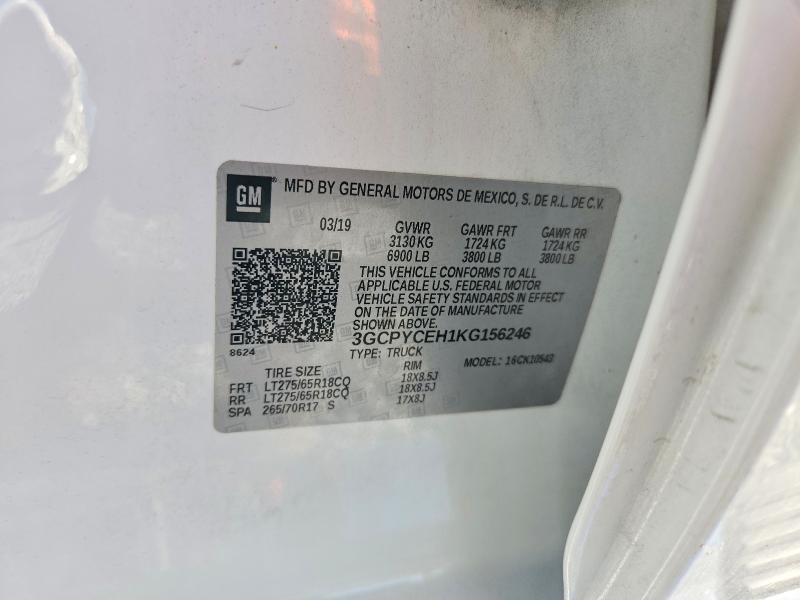 GM ® MFD BY GENERAL MOTORS DE MEXICO, S. DE R.L. DE C.V.
03/19 GVWR GAWR FRT GAWR RR
3130 KG 1724 KG 1724 KG
6900 LB 3800 LB 3800 LB
THIS VEHICLE CONFORMS TO ALL
APPLICABLE U.S. FEDERAL MOTOR
VEHICLE SAFETY STANDARDS IN EFFECT
ON THE DATE OF MANUFACTURE
SHOWN ABOVE.
3GCPYCEH1KG156246
8624
TYPE: TRUCK MODEL: 16CK10543
TIRE SIZE RIM
FRT LT275/65R18CQ 18X8.5J
RR LT275/65R18CQ 18X8.5J
SPA 265/70R17 S 17X8J